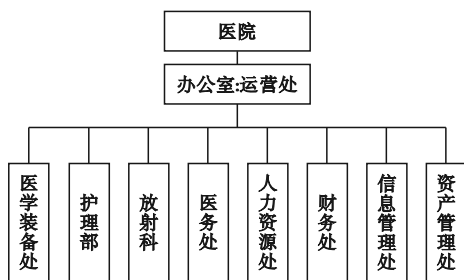 医院
办公室:运营处
医学装备处
护理部
放射科
医务处
人力资源处
财务处
信息管理处
资产管理处